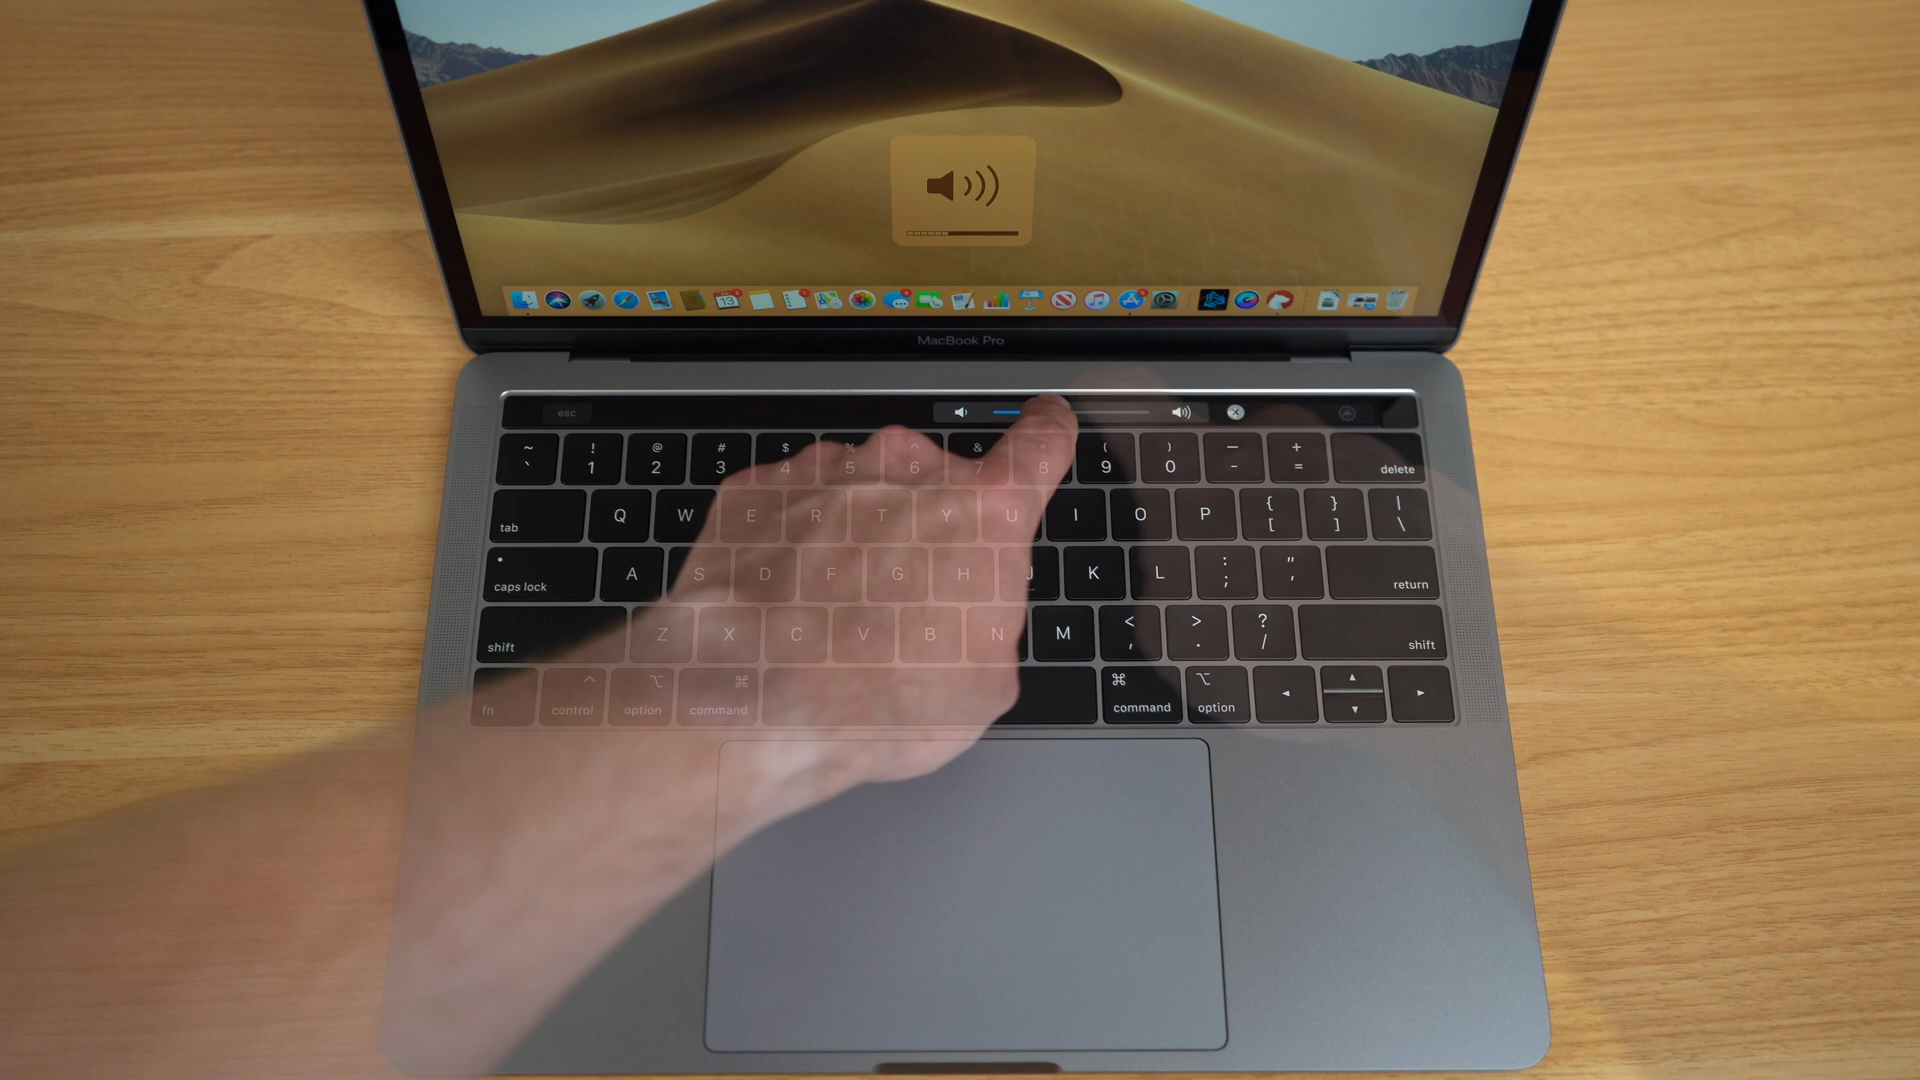 13
MacBook Pro
esc
~ ! @ # $ % ^ & * ( ) — +
` 1 2 3 4 5 6 7 8 9 0 - = delete
tab Q W E R T Y U I O P { [ } ] | \
caps lock A S D F G H J K L : ; " ' return
shift Z X C V B N M < , > . ? / shift
fn control ^ option ⌥ command ⌘ ⌘ command ⌥ option ◂ ▴ ▾ ▸